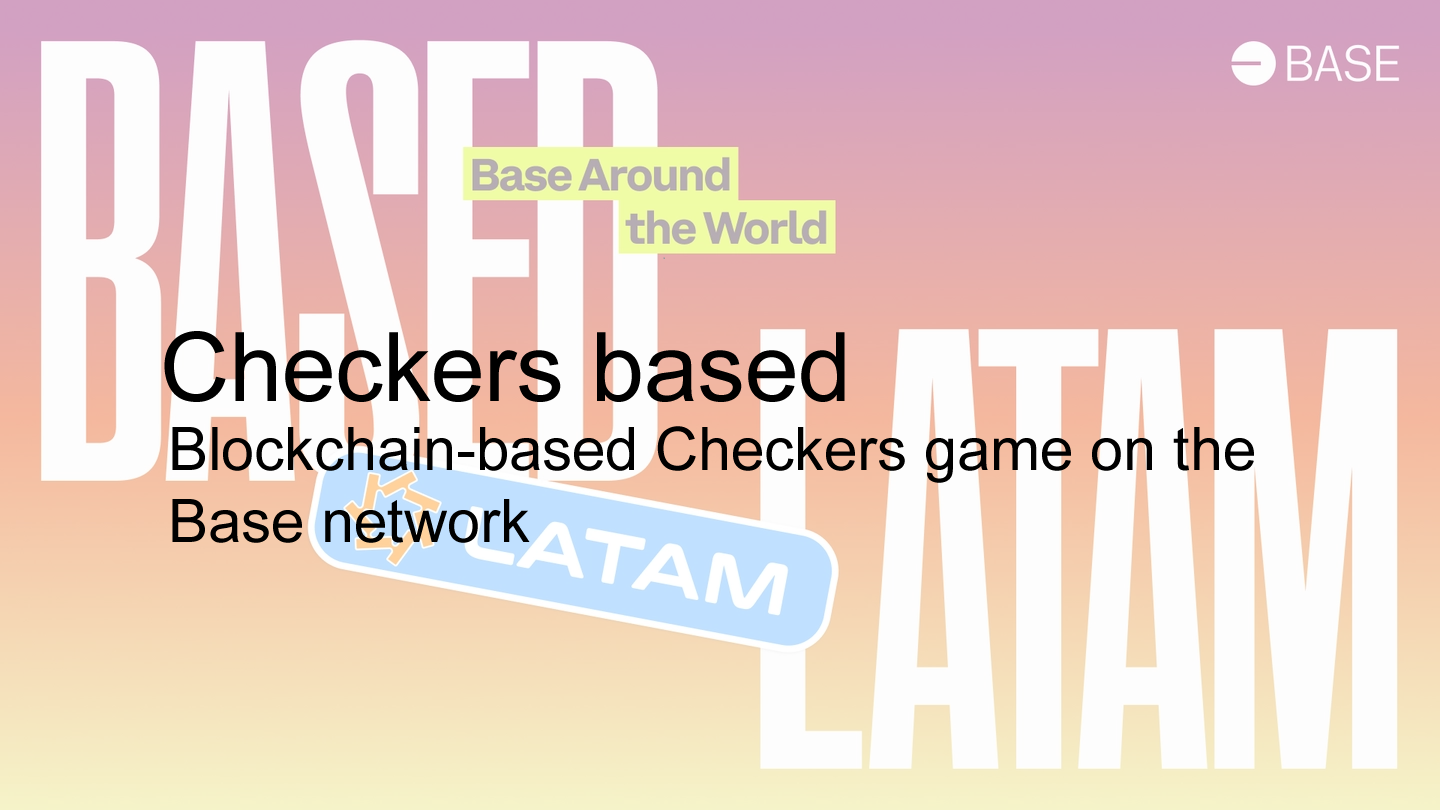 BASED
BASE
Base Around
the World
LATAM
Checkers based
Blockchain-based Checkers game on the
Base network
LATAM